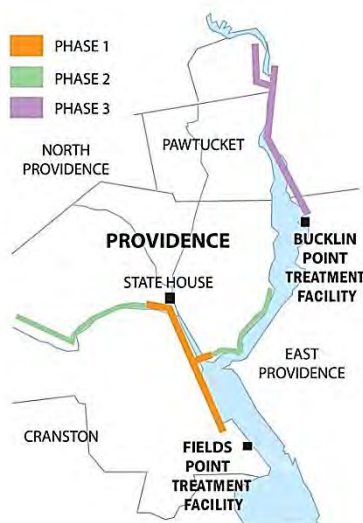 PHASE 1
PHASE 2
PHASE 3
NORTH
PROVIDENCE
PAWTUCKET
PROVIDENCE
STATE HOUSE
BUCKLIN
POINT
TREATMENT
FACILITY
EAST
PROVIDENCE
CRANSTON
FIELDS
POINT
TREATMENT
FACILITY